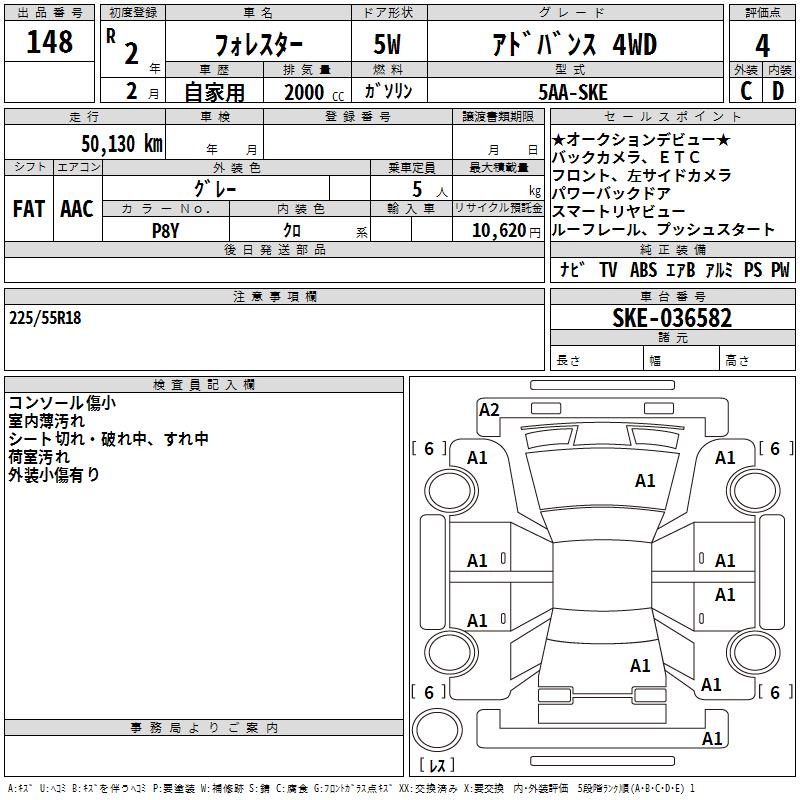 出品番号 初度登録 車名 ドア形状 グレード 評価点
148 R 2 年 フォレスター 5W アドバンス 4WD 4
車歴 排気量 燃料 型式 外装 内装
2 月 自家用 2000 CC ガソリン 5AA-SKE C D
走行 車検 登録番号 譲渡書類期限
50,130 km 年 月 月 日
シフト エアコン 外装色 乗車定員 最大積載量
FAT AAC グレー 5 人 kg
カラーNo. 内装色 輸入車 リサイクル預託金
P8Y クロ 系 10,620 円
後日発送部品
セールスポイント
★オークションデビュー★
バックカメラ、ETC
フロント、左サイドカメラ
パワーバックドア
スマートリヤビュー
ルーフレール、プッシュスタート
純正装備
ナビ TV ABS エアB アルミ PS PW
注意事項欄
225/55R18
車台番号
SKE-036582
諸元
長さ 幅 高さ
検査員記入欄
コンソール傷小
室内薄汚れ
シート切れ・破れ中、すれ中
荷室汚れ
外装小傷有り
事務局よりご案内
A2
[ 6 ] [ 6 ]
A1 A1
A1
A1 A1
A1
A1
A1
A1
[ 6 ] [ 6 ]
A1
[ レス ]
A:キズ U:ヘコミ B:キズを伴うヘコミ P:要塗装 W:補修跡 S:錆 C:腐食 G:フロントガラス点キズ XX:交換済み X:要交換 内・外装評価 5段階ランク順(A・B・C・D・E) 1